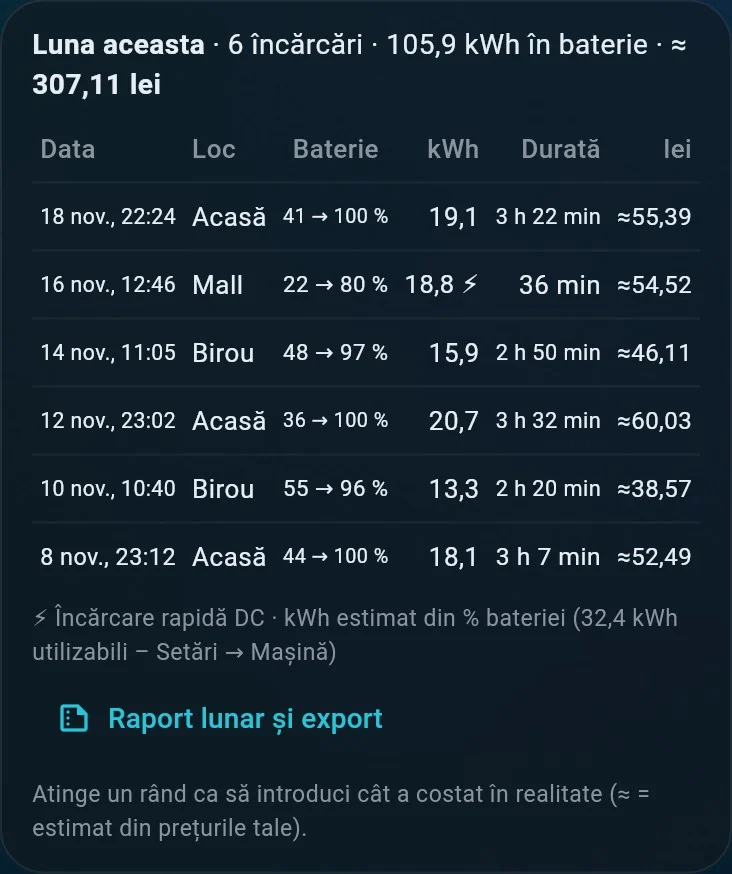 Luna aceasta · 6 încărcări · 105,9 kWh în baterie · ≈
307,11 lei
Data Loc Baterie kWh Durată lei
18 nov., 22:24 Acasă 41 → 100 % 19,1 3 h 22 min ≈55,39
16 nov., 12:46 Mall 22 → 80 % 18,8 ⚡ 36 min ≈54,52
14 nov., 11:05 Birou 48 → 97 % 15,9 2 h 50 min ≈46,11
12 nov., 23:02 Acasă 36 → 100 % 20,7 3 h 32 min ≈60,03
10 nov., 10:40 Birou 55 → 96 % 13,3 2 h 20 min ≈38,57
8 nov., 23:12 Acasă 44 → 100 % 18,1 3 h 7 min ≈52,49
⚡ Încărcare rapidă DC · kWh estimat din % bateriei (32,4 kWh
utilizabili – Setări → Mașină)
Raport lunar și export
Atinge un rând ca să introduci cât a costat în realitate (≈ =
estimat din prețurile tale).